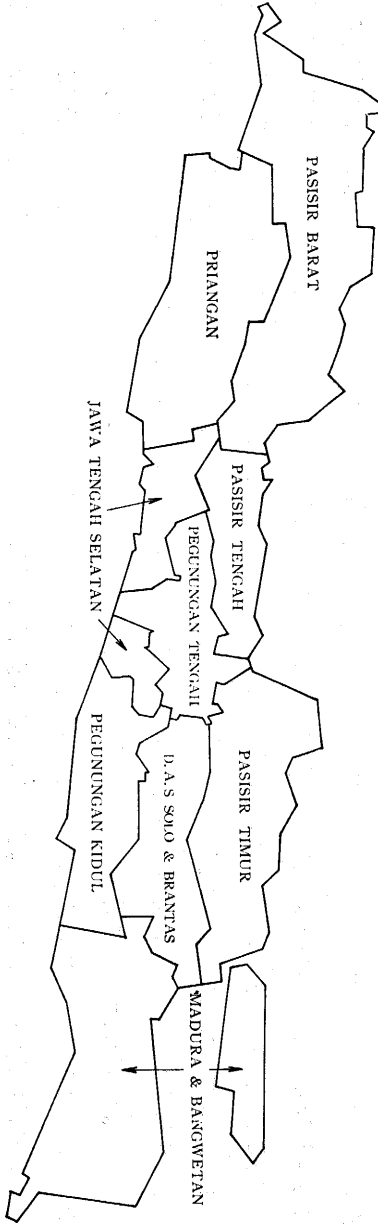 PASISIR BARAT
PRIANGAN
PASISIR TENGAH
JAWA TENGAH SELATAN
PEGUNUNGAN TENGAH
PASISIR TIMUR
D.A.S SOLO & BRANTAS
PEGUNUNGAN KIDUL
MADURA & BANGWETAN